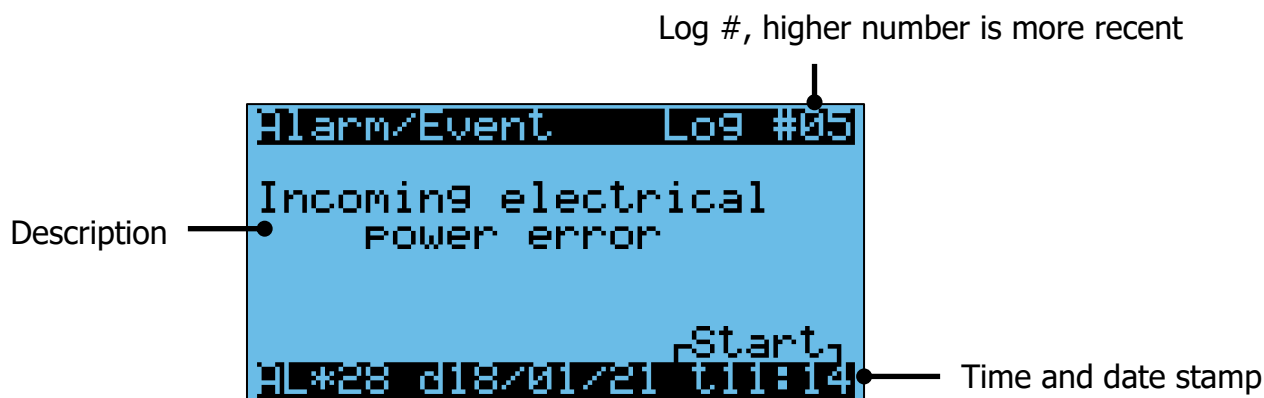 Log #, higher number is more recent
Alarm/Event Log #05
Incoming electrical
power error
Description
Start
AL*28 d18/01/21 t11:14
Time and date stamp